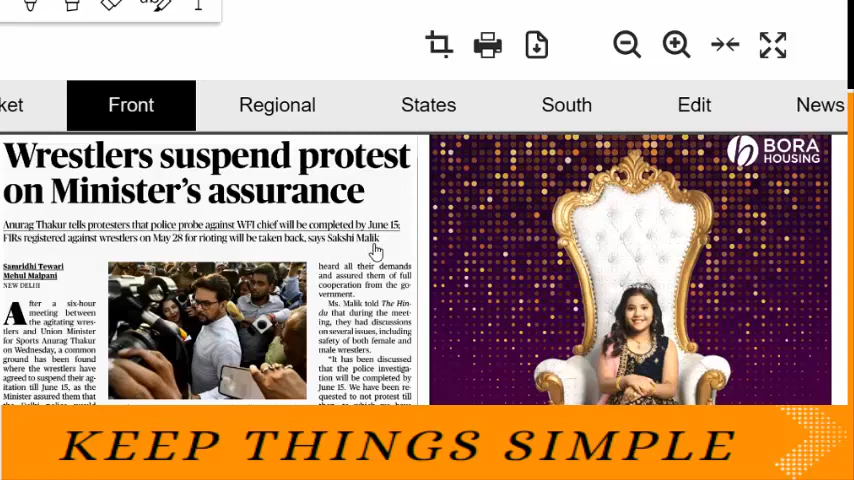 ket
Front
Regional
States
South
Edit
News
Wrestlers suspend protest
on Minister's assurance
Anurag Thakur tells protesters that police probe against WFI chief will be completed by June 15;
FIRs registered against wrestlers on May 28 for rioting will be taken back, says Sakshi Malik
Samridhi Tewari
Mehul Malpani
NEW DELHI
After a six-hour
meeting between
the agitating wres-
tlers and Union Minister
for Sports Anurag Thakur
on Wednesday, a common
ground has been found
where the wrestlers have
agreed to suspend their ag-
itation till June 15, as the
Minister assured them that
heard all their demands
and assured them of full
cooperation from the go-
vernment.
Ms. Malik told The Hin-
du that during the meet-
ing, they had discussions
on several issues, including
safety of both female and
male wrestlers.
"It has been discussed
that the police investiga-
tion will be completed by
June 15. We have been re-
quested to not protest till
BORA
HOUSING
KEEP THINGS SIMPLE